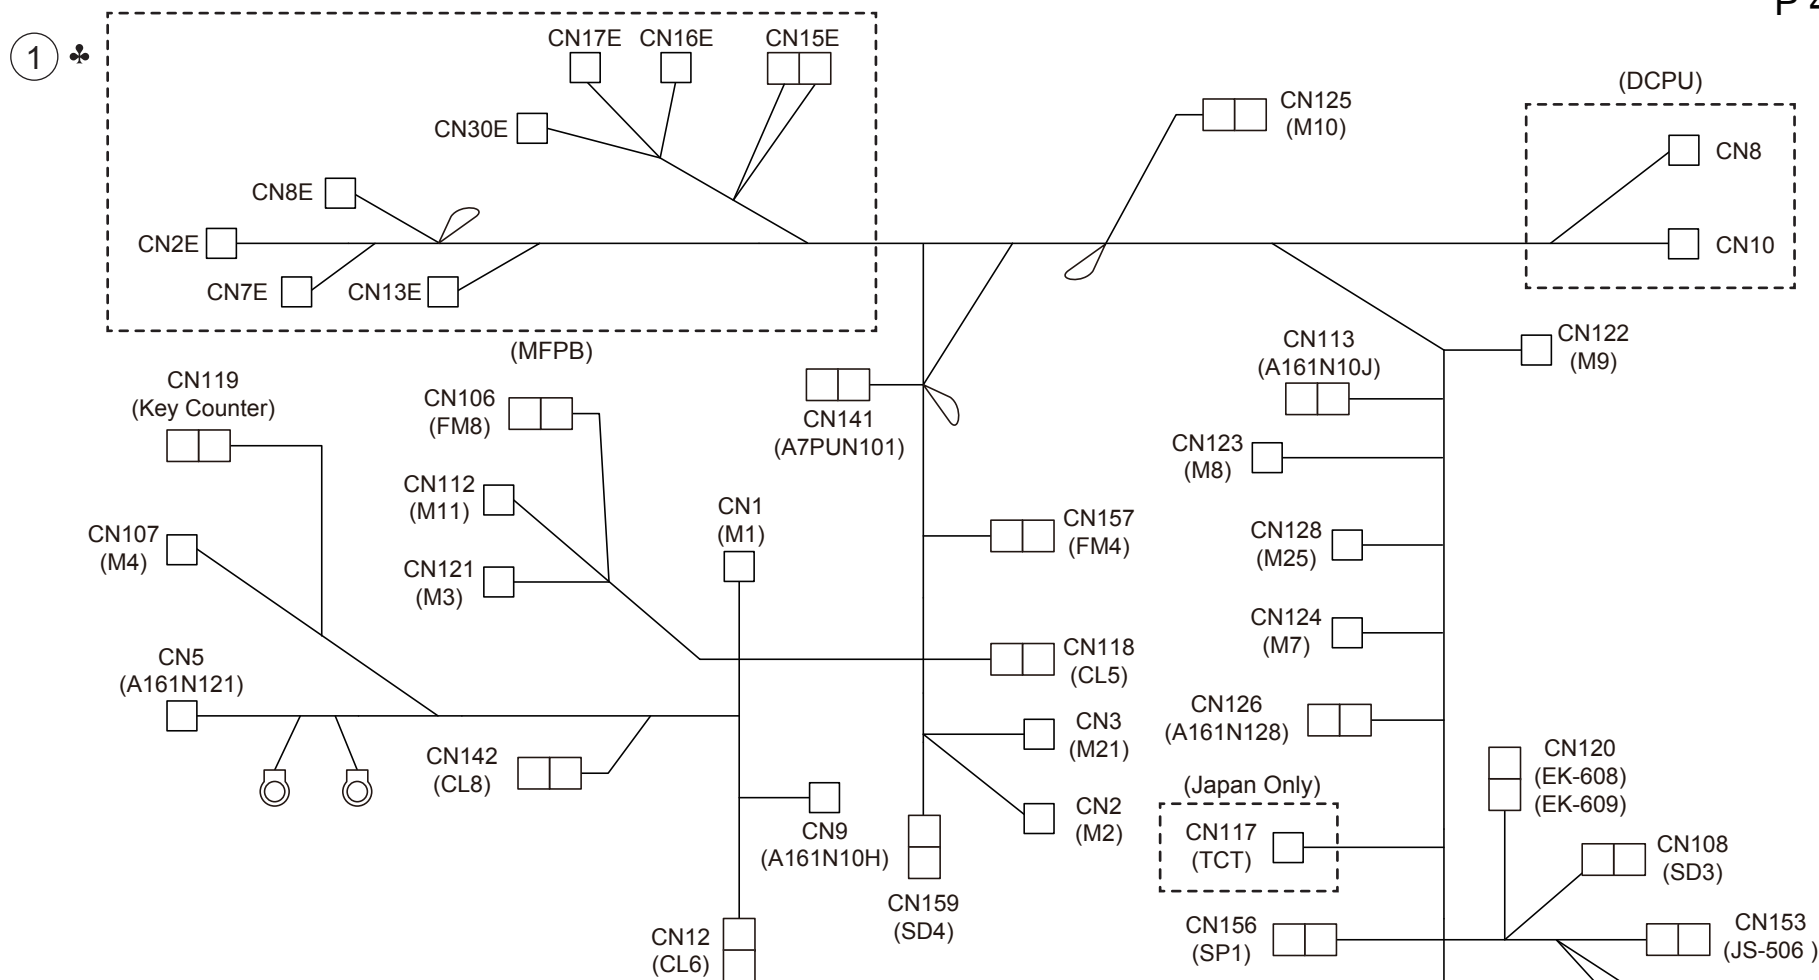 P 4
1 ♣
CN17E CN16E CN15E
CN30E
CN8E
CN2E
CN7E CN13E
(MFPB)
CN125
(M10)
(DCPU)
CN8
CN10
CN122
(M9)
CN113
(A161N10J)
CN119
(Key Counter)
CN106
(FM8)
CN141
(A7PUN101)
CN123
(M8)
CN112
(M11)
CN1
(M1)
CN157
(FM4)
CN107
(M4)
CN128
(M25)
CN121
(M3)
CN124
(M7)
CN118
(CL5)
CN5
(A161N121)
CN126
(A161N128)
CN3
(M21)
CN142
(CL8)
CN120
(EK-608)
(EK-609)
(Japan Only)
CN2
(M2)
CN9
(A161N10H)
CN117
(TCT)
CN108
(SD3)
CN159
(SD4)
CN12
(CL6)
CN156
(SP1)
CN153
(JS-506 )